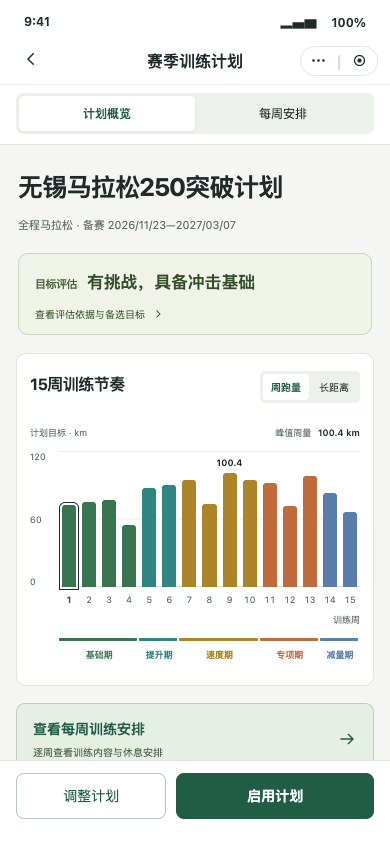 9:41
100%
赛季训练计划
计划概览
每周安排
无锡马拉松250突破计划
全程马拉松 · 备赛 2026/11/23—2027/03/07
目标评估 有挑战，具备冲击基础
查看评估依据与备选目标
15周训练节奏
周跑量
长距离
计划目标 · km
峰值周量 100.4 km
120
100.4
60
0
1 2 3 4 5 6 7 8 9 10 11 12 13 14 15
训练周
基础期 提升期 速度期 专项期 减量期
查看每周训练安排
逐周查看训练内容与休息安排
调整计划
启用计划